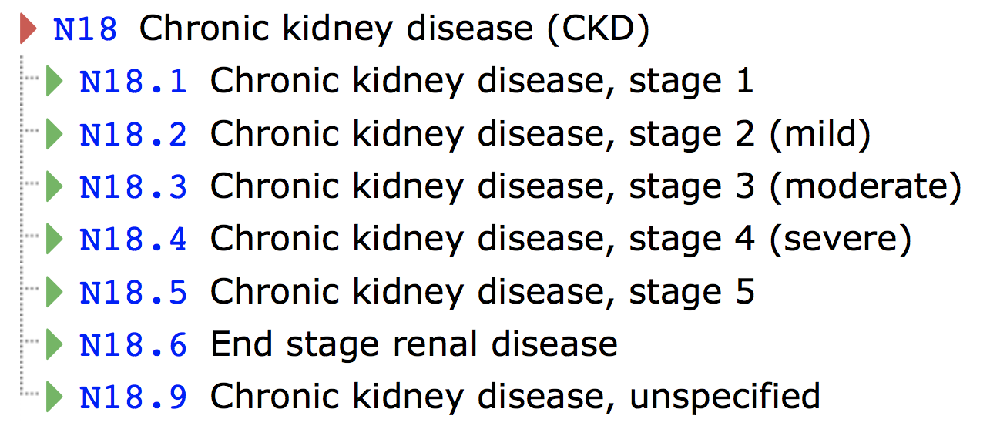 N18 Chronic kidney disease (CKD)
N18.1 Chronic kidney disease, stage 1
N18.2 Chronic kidney disease, stage 2 (mild)
N18.3 Chronic kidney disease, stage 3 (moderate)
N18.4 Chronic kidney disease, stage 4 (severe)
N18.5 Chronic kidney disease, stage 5
N18.6 End stage renal disease
N18.9 Chronic kidney disease, unspecified